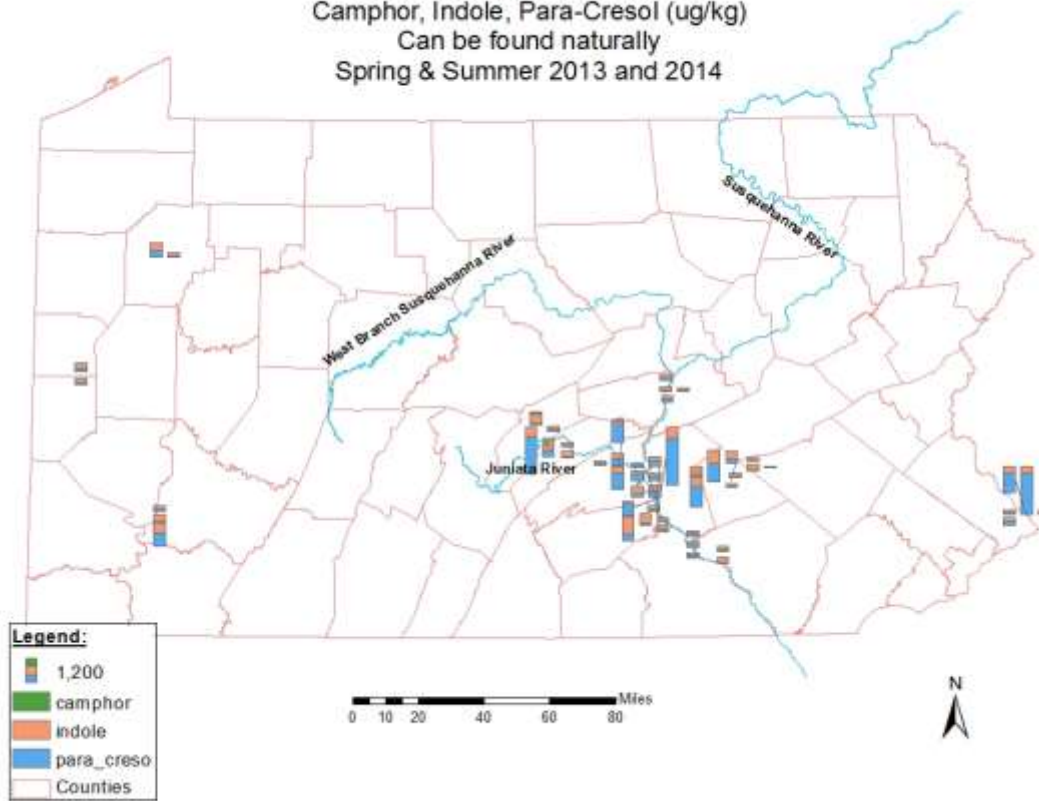 Camphor, Indole, Para-Cresol (ug/kg)
Can be found naturally
Spring & Summer 2013 and 2014
Susquehanna River
West Branch Susquehanna River
Juniata River
Legend:
1,200
camphor
indole
para_creso
Counties
Miles
0 10 20 40 60 80
N